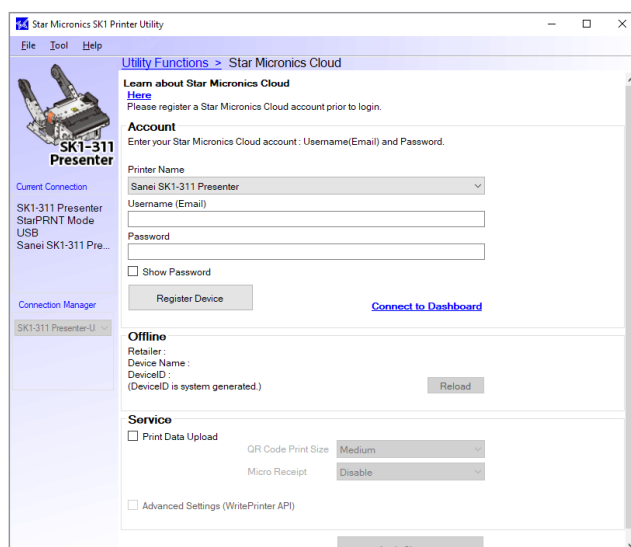 Star Micronics SK1 Printer Utility
File Tool Help
Utility Functions > Star Micronics Cloud
SK1-311
Presenter
Current Connection
SK1-311 Presenter
StarPRNT Mode
USB
Sanei SK1-311 Pre...
Connection Manager
SK1-311 Presenter-U
Learn about Star Micronics Cloud
Here
Please register a Star Micronics Cloud account prior to login.
Account
Enter your Star Micronics Cloud account : Username(Email) and Password.
Printer Name
Sanei SK1-311 Presenter
Username (Email)
Password
Show Password
Register Device
Connect to Dashboard
Offline
Retailer :
Device Name :
DeviceID :
(DeviceID is system generated.)
Reload
Service
Print Data Upload
QR Code Print Size Medium
Micro Receipt Disable
Advanced Settings (WritePrinter API)